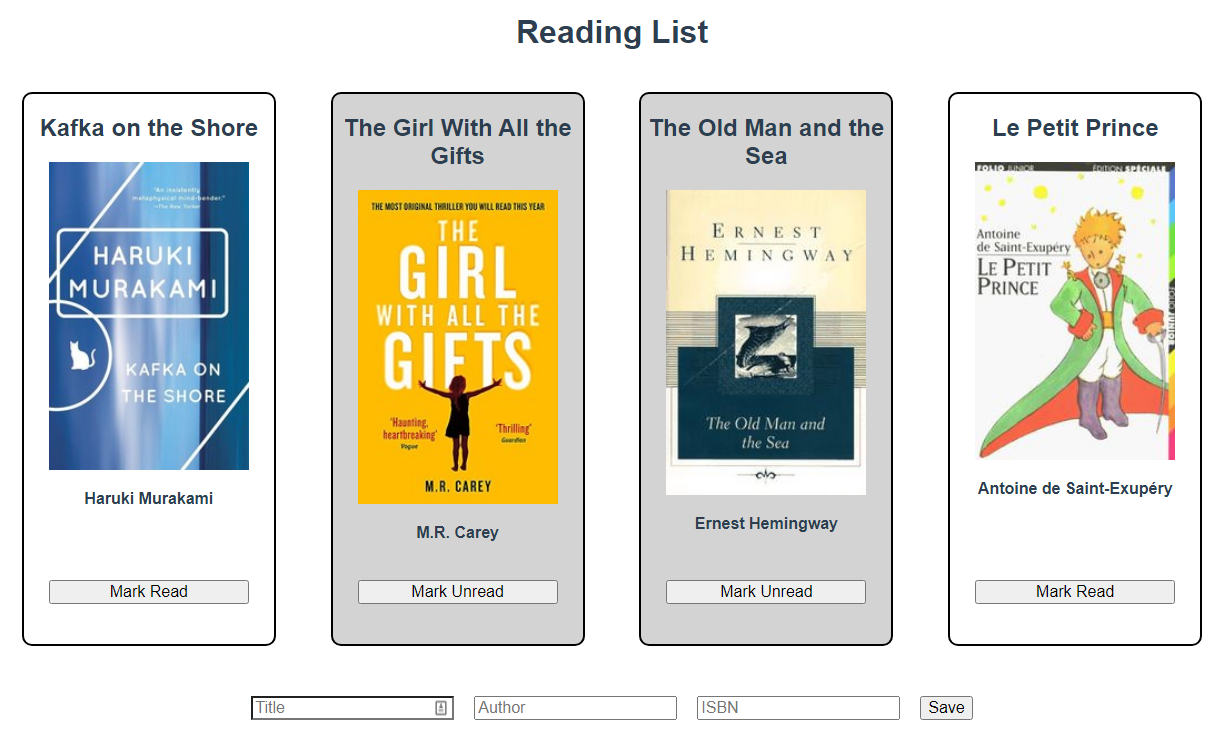 Reading List
Kafka on the Shore
"An insistently
metaphysical mind-bender."
—The New Yorker
HARUKI
MURAKAMI
KAFKA ON
THE SHORE
Haruki Murakami
Mark Read
The Girl With All the
Gifts
THE MOST ORIGINAL THRILLER YOU WILL READ THIS YEAR
THE
GIRL
WITH ALL THE
GIFTS
'Haunting,
heartbreaking'
Vogue
'Thrilling'
Guardian
M.R. CAREY
M.R. Carey
Mark Unread
The Old Man and the
Sea
ERNEST
HEMINGWAY
The Old Man and
the Sea
Ernest Hemingway
Mark Unread
Le Petit Prince
FOLIO JUNIOR
ÉDITION SPÉCIALE
Antoine
de Saint-Exupéry
LE PETIT
PRINCE
FOLIO JUNIOR
Antoine de Saint-Exupéry
Mark Read
Title
Author
ISBN
Save